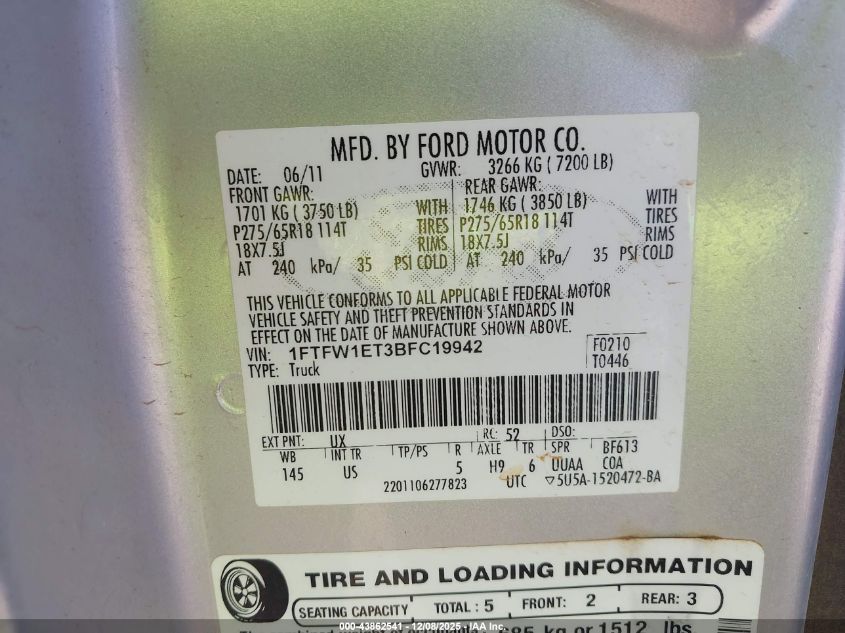 MFD. BY FORD MOTOR CO.
DATE: 06/11 GVWR: 3266 KG ( 7200 LB)
FRONT GAWR: REAR GAWR:
1701 KG ( 3750 LB) WITH 1746 KG ( 3850 LB) WITH
P275/65R18 114T TIRES P275/65R18 114T TIRES
18X7.5J RIMS 18X7.5J RIMS
AT 240 kPa/ 35 PSI COLD AT 240 kPa/ 35 PSI COLD
THIS VEHICLE CONFORMS TO ALL APPLICABLE FEDERAL MOTOR
VEHICLE SAFETY AND THEFT PREVENTION STANDARDS IN
EFFECT ON THE DATE OF MANUFACTURE SHOWN ABOVE.
VIN: 1FTFW1ET3BFC19942 F0210
TYPE: Truck T0446
EXT PNT: UX RC: 52 DSO:
WB INT TR TP/PS R AXLE TR SPR BF613
145 US 5 H9 6 UUAA COA
2201106277823 UTC ▽5U5A-1520472-BA
TIRE AND LOADING INFORMATION
SEATING CAPACITY TOTAL : 5 FRONT: 2 REAR: 3
kg or 1512 lbs
00-43862541 - 12/08/2025 - IAA, Inc.